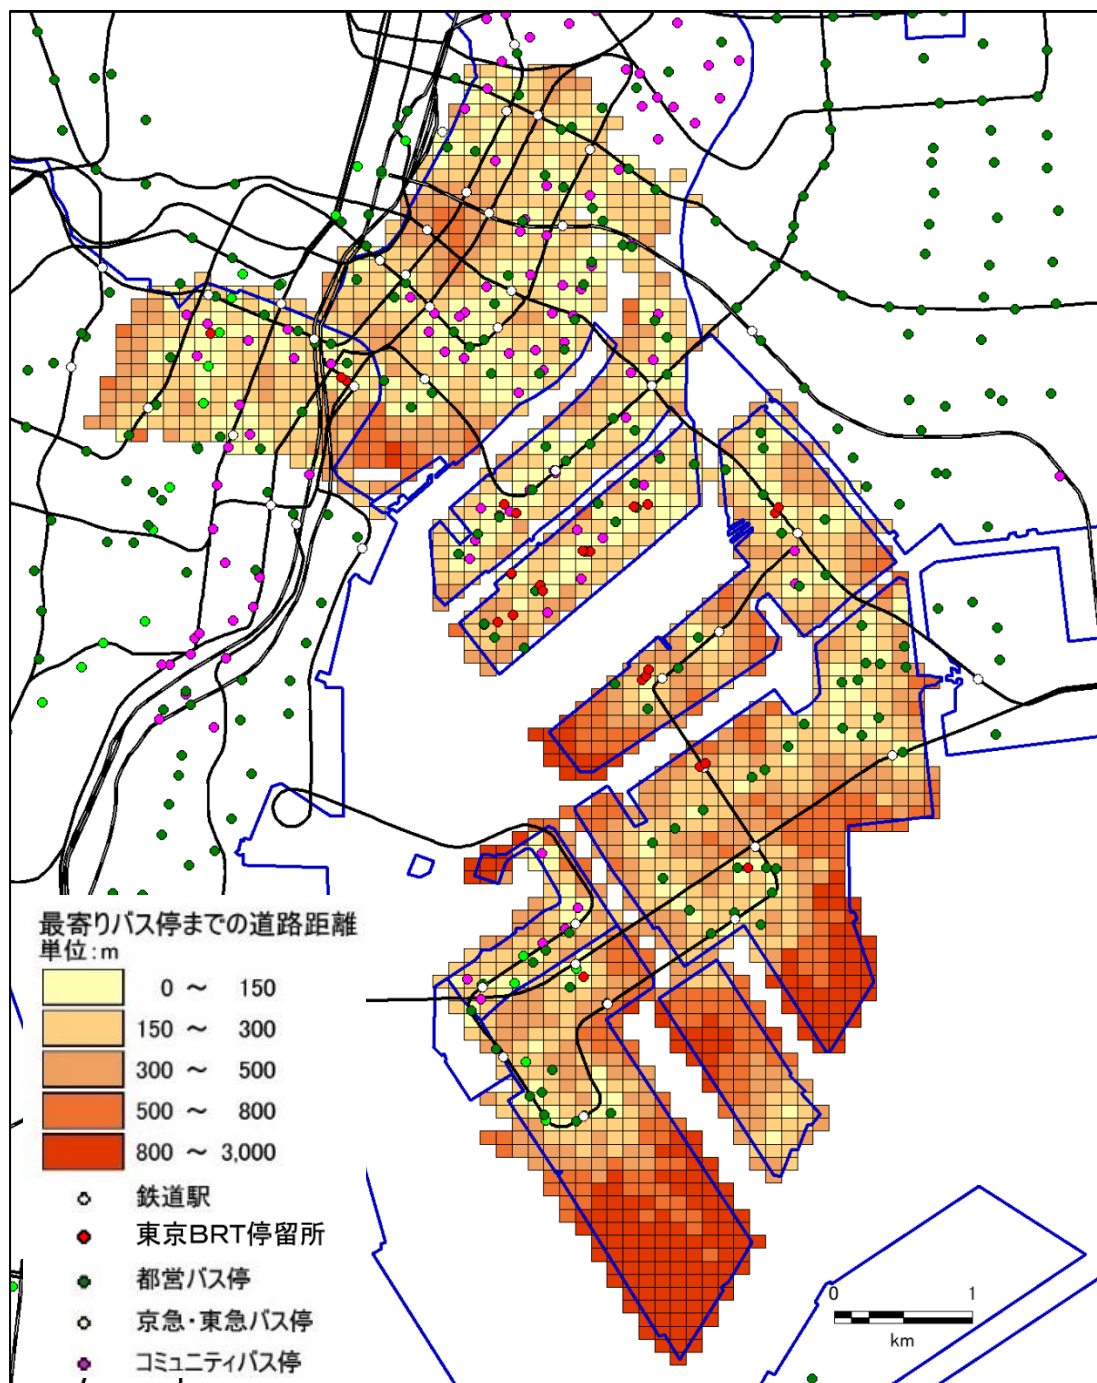 最寄りバス停までの道路距離
単位:m
0 ～ 150
150 ～ 300
300 ～ 500
500 ～ 800
800 ～ 3,000
鉄道駅
東京BRT停留所
都営バス停
京急・東急バス停
コミュニティバス停
0 1
km